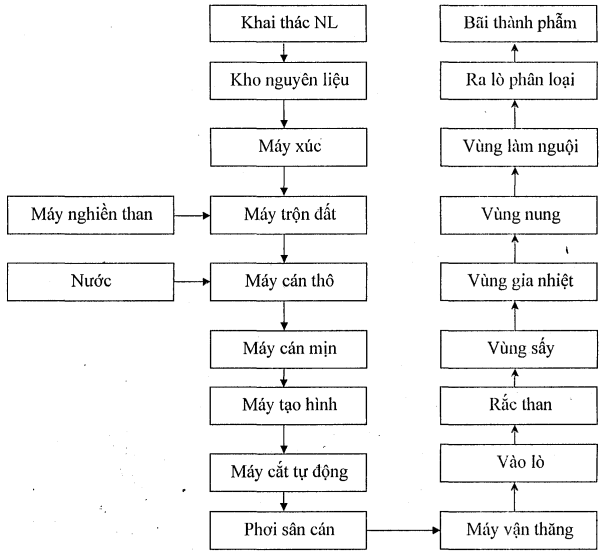 Khai thác NL
Kho nguyên liệu
Máy xúc
Máy nghiền than
Máy trộn đất
Nước
Máy cán thô
Máy cán mịn
Máy tạo hình
Máy cắt tự động
Phơi sân cán
Máy vận thăng
Vào lò
Rắc than
Vùng sấy
Vùng gia nhiệt
Vùng nung
Vùng làm nguội
Ra lò phân loại
Bãi thành phẫm